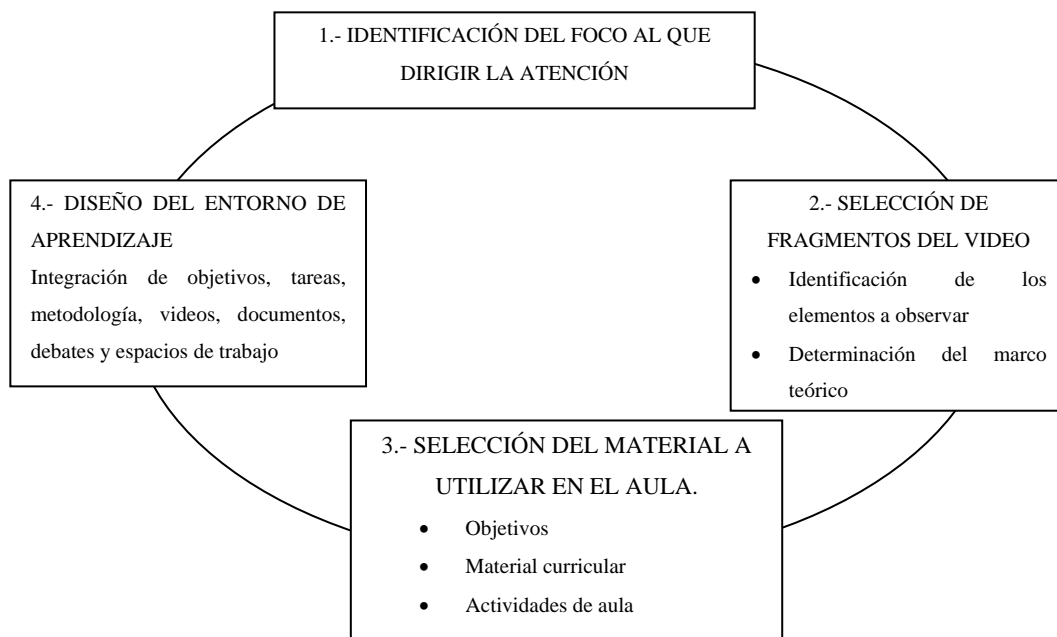 1.- IDENTIFICACIÓN DEL FOCO AL QUE
DIRIGIR LA ATENCIÓN
2.- SELECCIÓN DE
FRAGMENTOS DEL VIDEO
• Identificación de los
elementos a observar
• Determinación del marco
teórico
3.- SELECCIÓN DEL MATERIAL A
UTILIZAR EN EL AULA.
• Objetivos
• Material curricular
• Actividades de aula
4.- DISEÑO DEL ENTORNO DE
APRENDIZAJE
Integración de objetivos, tareas,
metodología, videos, documentos,
debates y espacios de trabajo